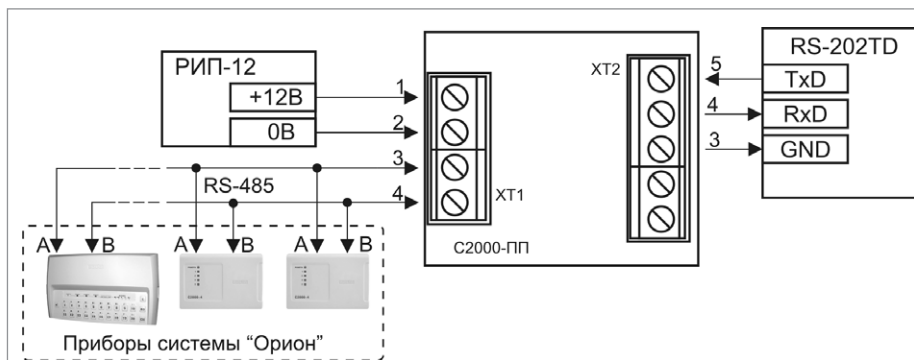 РИП-12
+12В
0В
1
2
3
4
RS-485
XT1
XT2
С2000-ПП
5
4
3
RS-202TD
TxD
RxD
GND
А
В
А
В
А
В
Приборы системы “Орион”